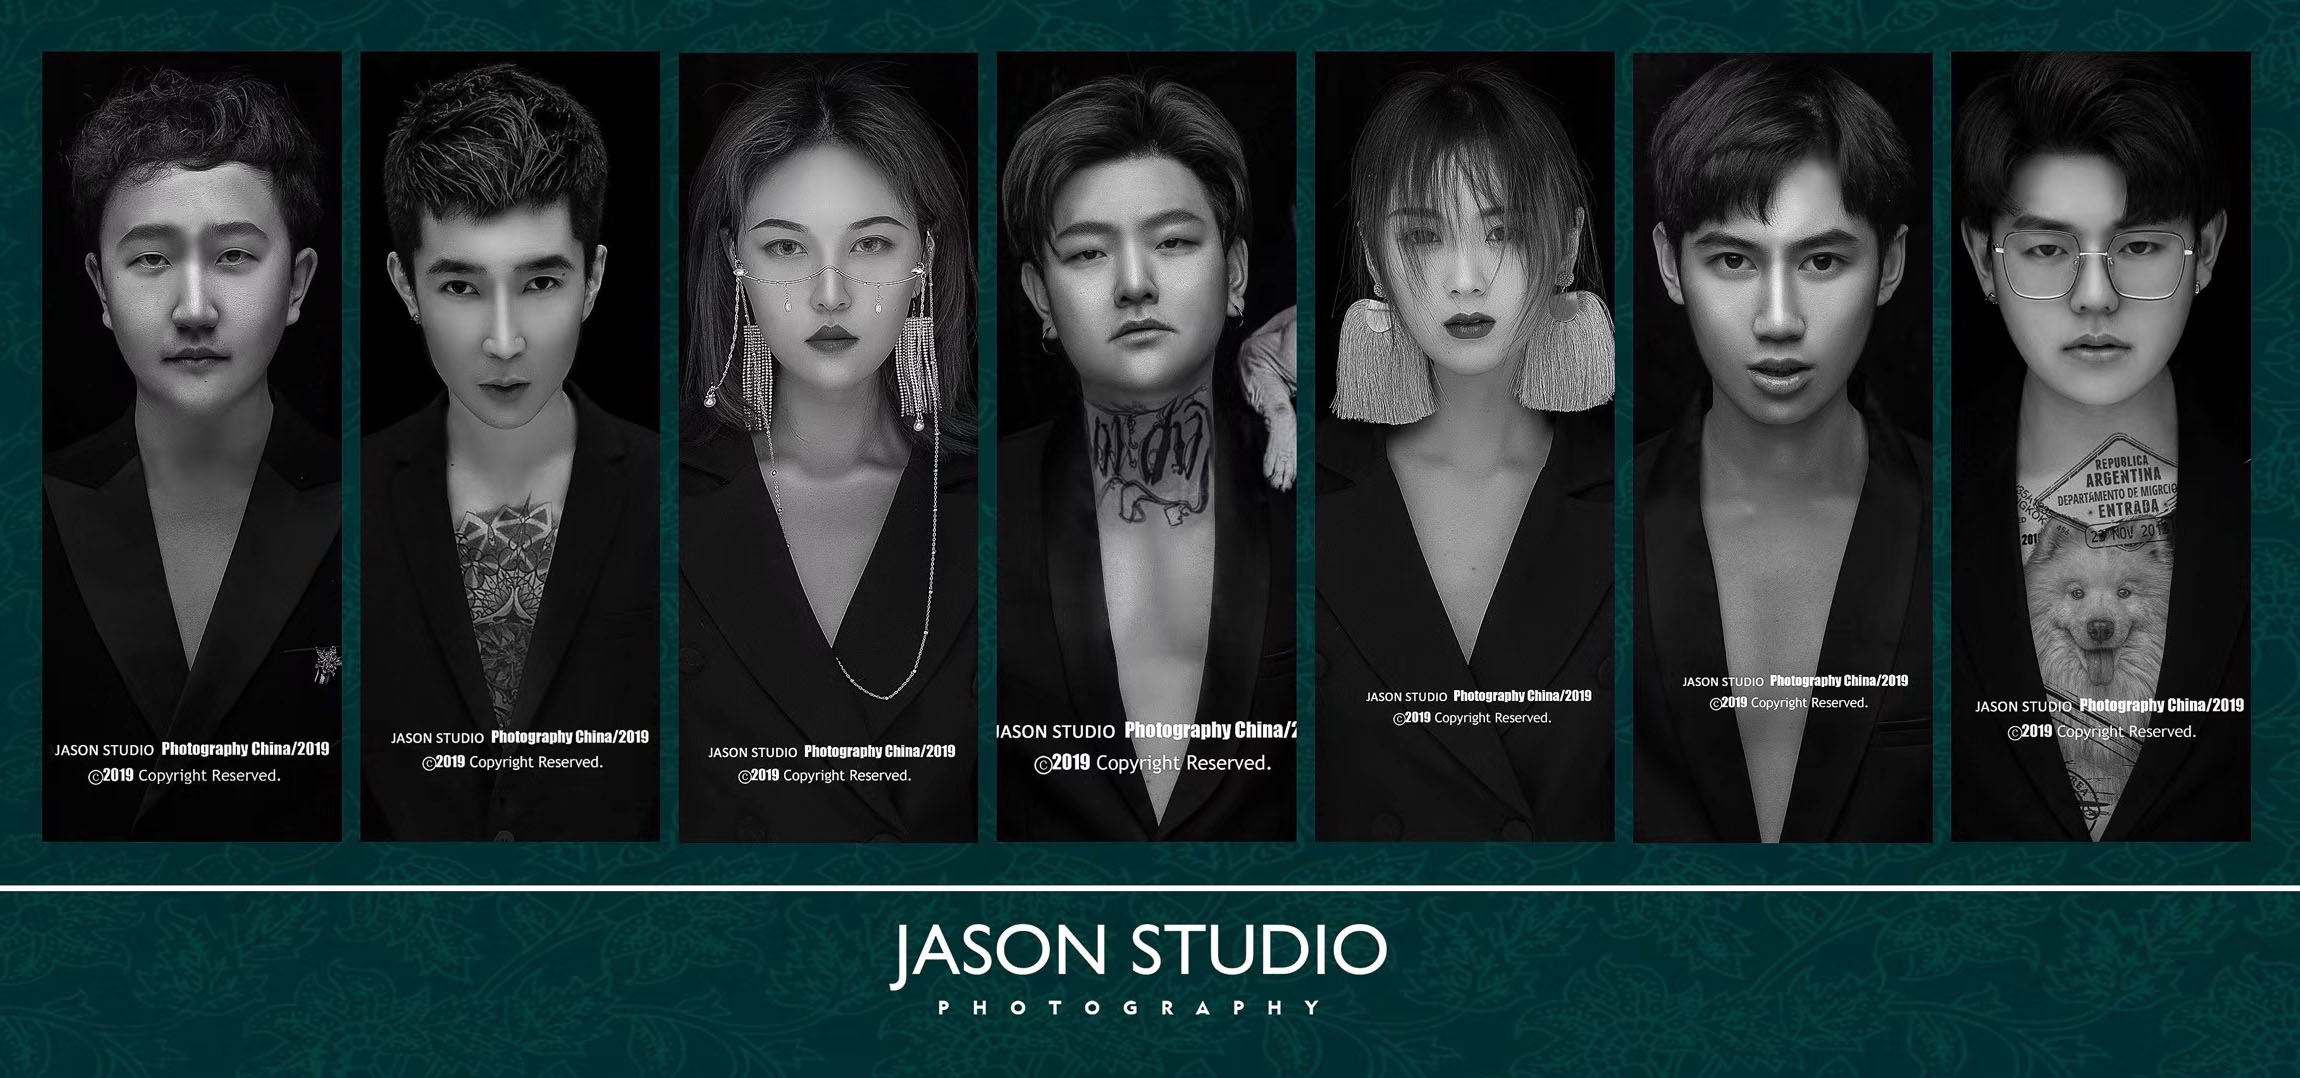 JASON STUDIO Photography China/2019
©2019 Copyright Reserved.
JASON STUDIO Photography China/2019
©2019 Copyright Reserved.
JASON STUDIO Photography China/2019
©2019 Copyright Reserved.
JASON STUDIO Photography China/2
©2019 Copyright Reserved.
JASON STUDIO Photography China/2019
©2019 Copyright Reserved.
JASON STUDIO Photography China/2019
©2019 Copyright Reserved.
REPUBLICA
ARGENTINA
DEPARTAMENTO DE MIGRCIO
ENTRADA
NOV 201
JASON STUDIO Photography China/2019
©2019 Copyright Reserved.
JASON STUDIO
PHOTOGRAPHY